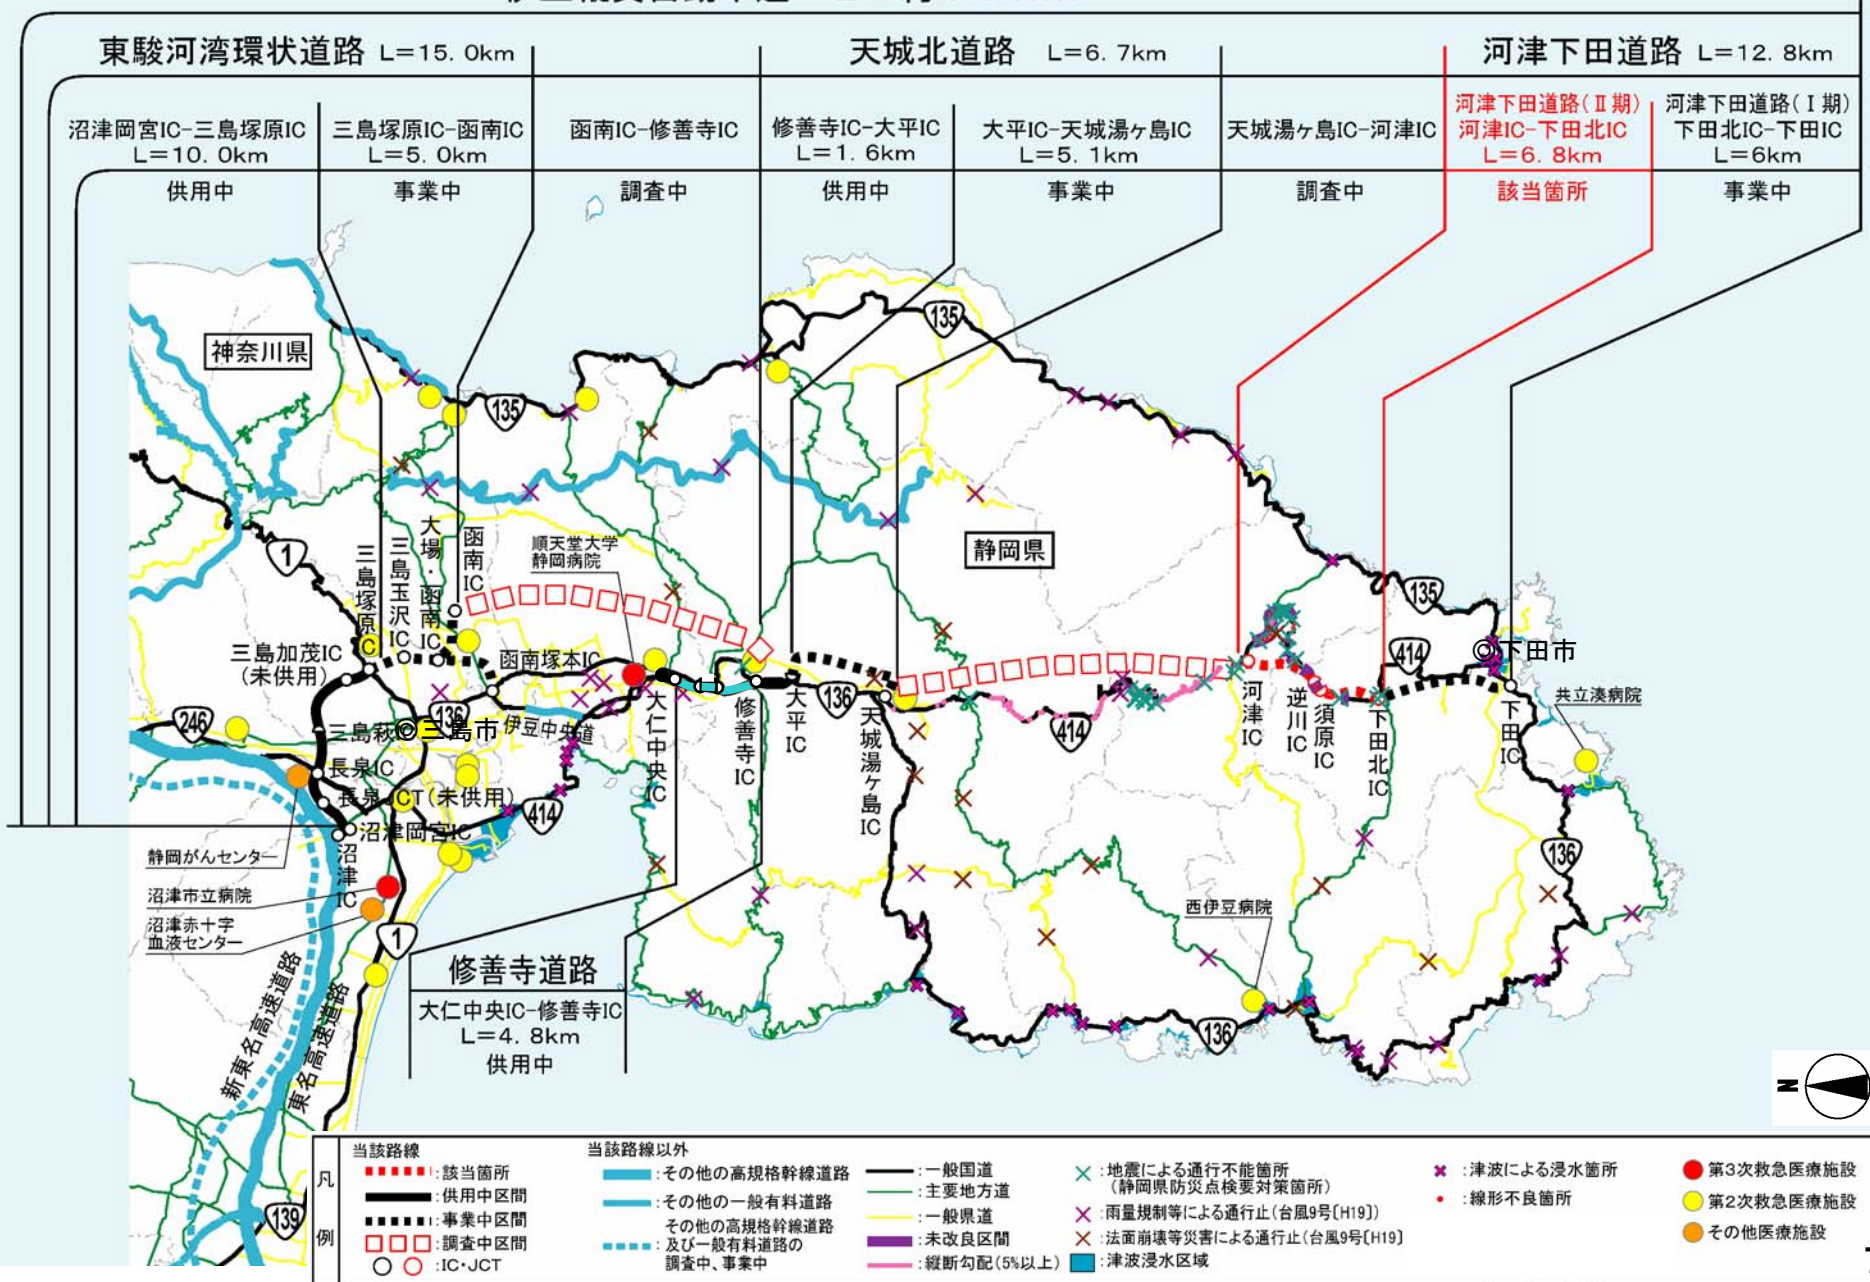 東駿河湾環状道路 L=15.0km
天城北道路 L=6.7km
河津下田道路 L=12.8km
沼津岡宮IC-三島塚原IC
L=10.0km
供用中
三島塚原IC-函南IC
L=5.0km
事業中
函南IC-修善寺IC
調査中
修善寺IC-大平IC
L=1.6km
供用中
大平IC-天城湯ヶ島IC
L=5.1km
事業中
天城湯ヶ島IC-河津IC
調査中
河津下田道路(Ⅱ期)
河津IC-下田北IC
L=6.8km
該当箇所
河津下田道路(Ⅰ期)
下田北IC-下田IC
L=6km
事業中
神奈川県
静岡県
135
135
135
1
三島塚原IC
三島玉沢IC
大場・函南IC
函南IC
順天堂大学
静岡病院
三島加茂IC
(未供用)
函南塚本IC
246
三島萩
◎三島市
136
伊豆中央道
長泉IC
長泉JCT(未供用)
沼津岡宮IC
沼津IC
414
大仁中央IC
修善寺IC
大平IC
136
天城湯ヶ島IC
414
河津IC
逆川IC
須原IC
下田北IC
414
◎下田市
下田IC
共立湊病院
136
静岡がんセンター
沼津市立病院
沼津赤十字
血液センター
1
新東名高速道路
東名高速道路
139
西伊豆病院
136
修善寺道路
大仁中央IC-修善寺IC
L=4.8km
供用中
N
凡例
当該路線
:該当箇所
:供用中区間
:事業中区間
:調査中区間
:IC・JCT
当該路線以外
:その他の高規格幹線道路
:その他の一般有料道路
その他の高規格幹線道路
:及び一般有料道路の
調査中、事業中
:一般国道
:主要地方道
:一般県道
:未改良区間
:縦断勾配(5%以上)
:地震による通行不能箇所
(静岡県防災点検要対策箇所)
:雨量規制等による通行止(台風9号[H19])
:法面崩壊等災害による通行止(台風9号[H19]
:津波浸水区域
:津波による浸水箇所
:線形不良箇所
:第3次救急医療施設
:第2次救急医療施設
:その他医療施設